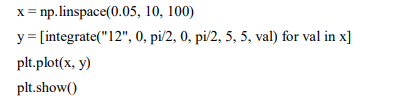 x = np.linspace(0.05, 10, 100)
y = [integrate("12", 0, pi/2, 0, pi/2, 5, 5, val) for val in x]
plt.plot(x, y)
plt.show()